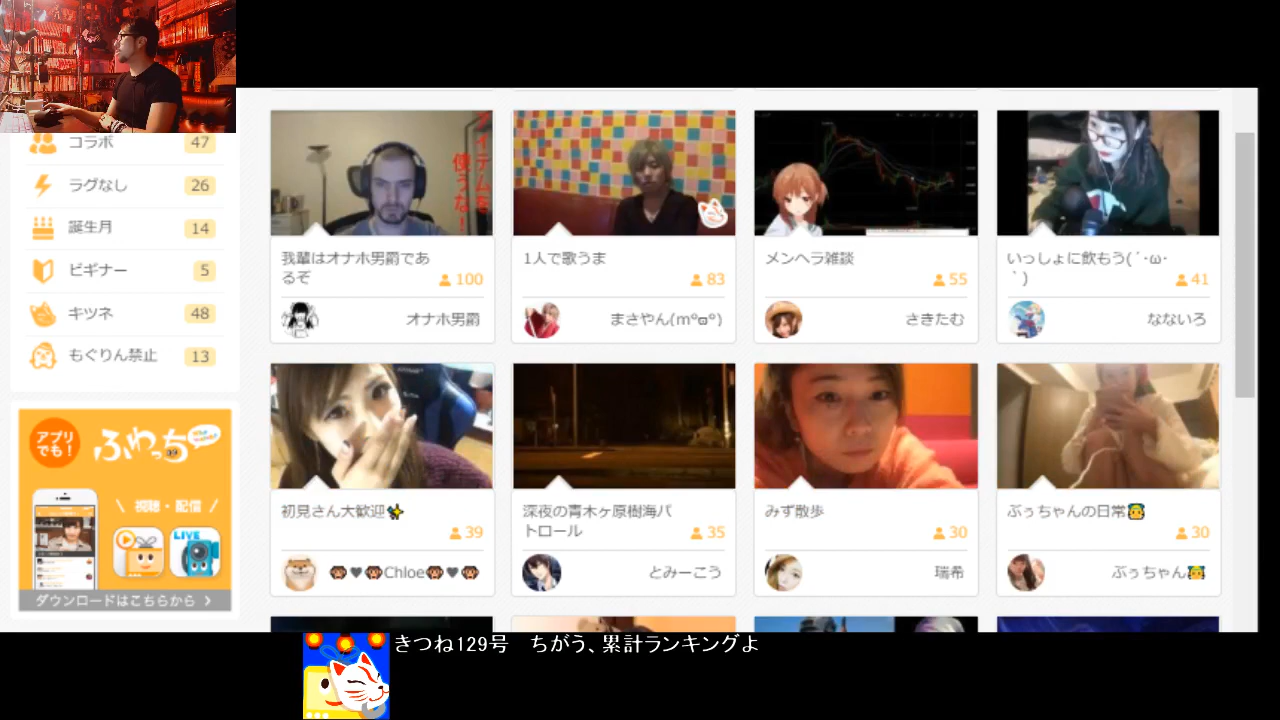 コラボ 47
ラグなし 26
誕生月 14
ビギナー 5
キツネ 48
もぐりん禁止 13
アプリ
でも!
ふわっち
視聴・配信
LIVE
ダウンロードはこちらから
アイテムを
使うな!
我輩はオナホ男爵であ
るぞ
100
オナホ男爵
1人で歌うま
83
まさやん(m°¤°)
メンヘラ雑談
55
さきたむ
いっしょに飲もう(´･ω･
｀)
41
なないろ
初見さん大歓迎
39
🐵♥🐵Chloe🐵♥🐵
深夜の青木ヶ原樹海パ
トロール
35
とみーこう
みず散歩
30
瑞希
ぶぅちゃんの日常
30
ぶぅちゃん
きつね129号 ちがう、累計ランキングよ